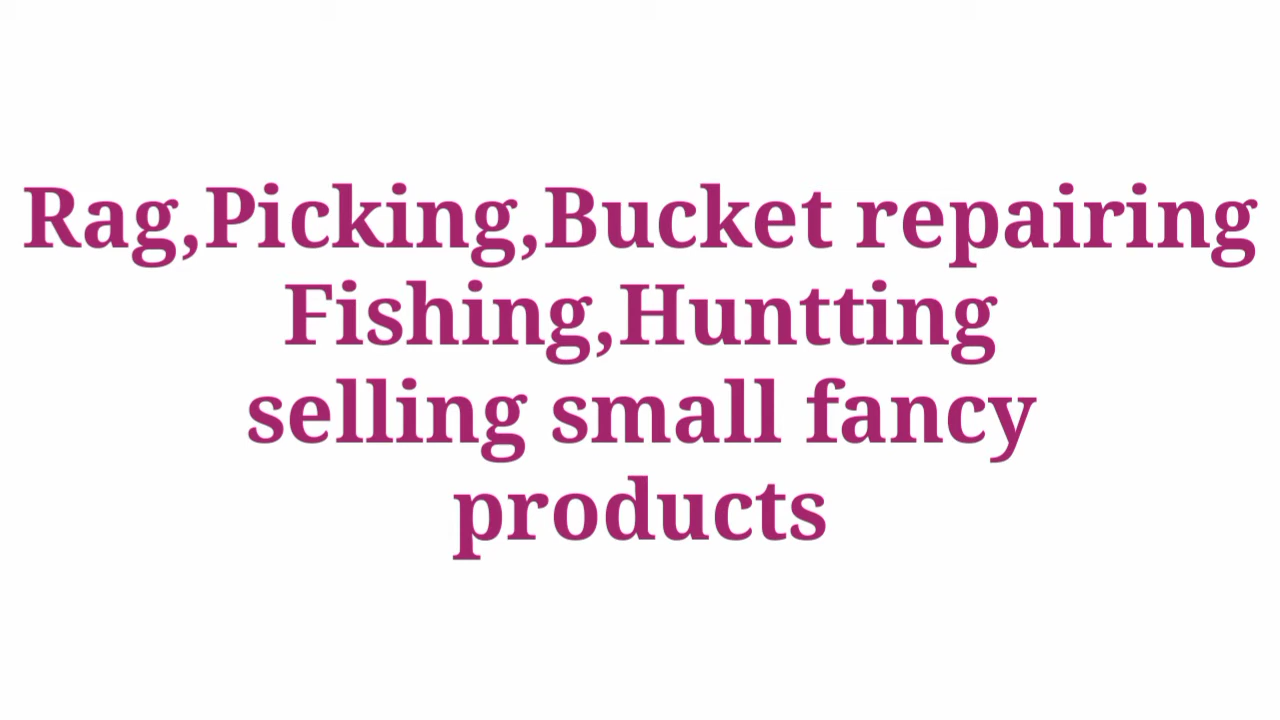 Rag,Picking,Bucket repairing
Fishing,Huntting
selling small fancy
products